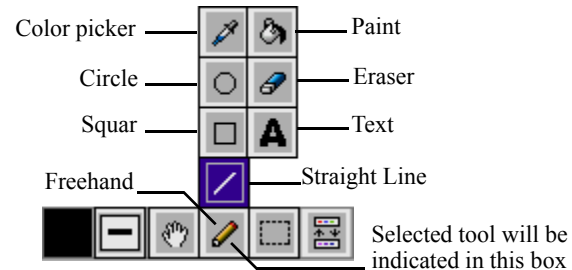 Color picker
Paint
Circle
Eraser
Squar
A
Text
Freehand
Straight Line
Selected tool will be
indicated in this box